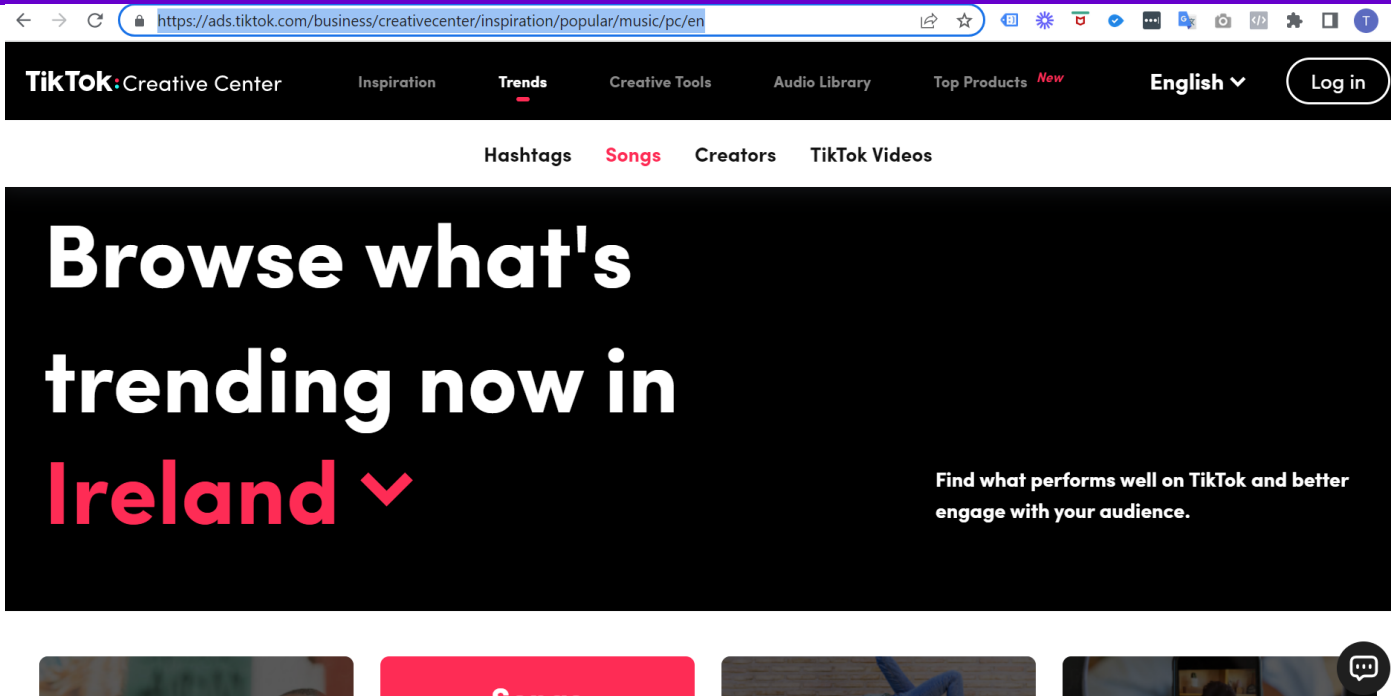 https://ads.tiktok.com/business/creativecenter/inspiration/popular/music/pc/en
T
TikTok:Creative Center
Inspiration
Trends
Creative Tools
Audio Library
Top Products New
English
Log in
Hashtags
Songs
Creators
TikTok Videos
Browse what's
trending now in
Ireland
Find what performs well on TikTok and better
engage with your audience.